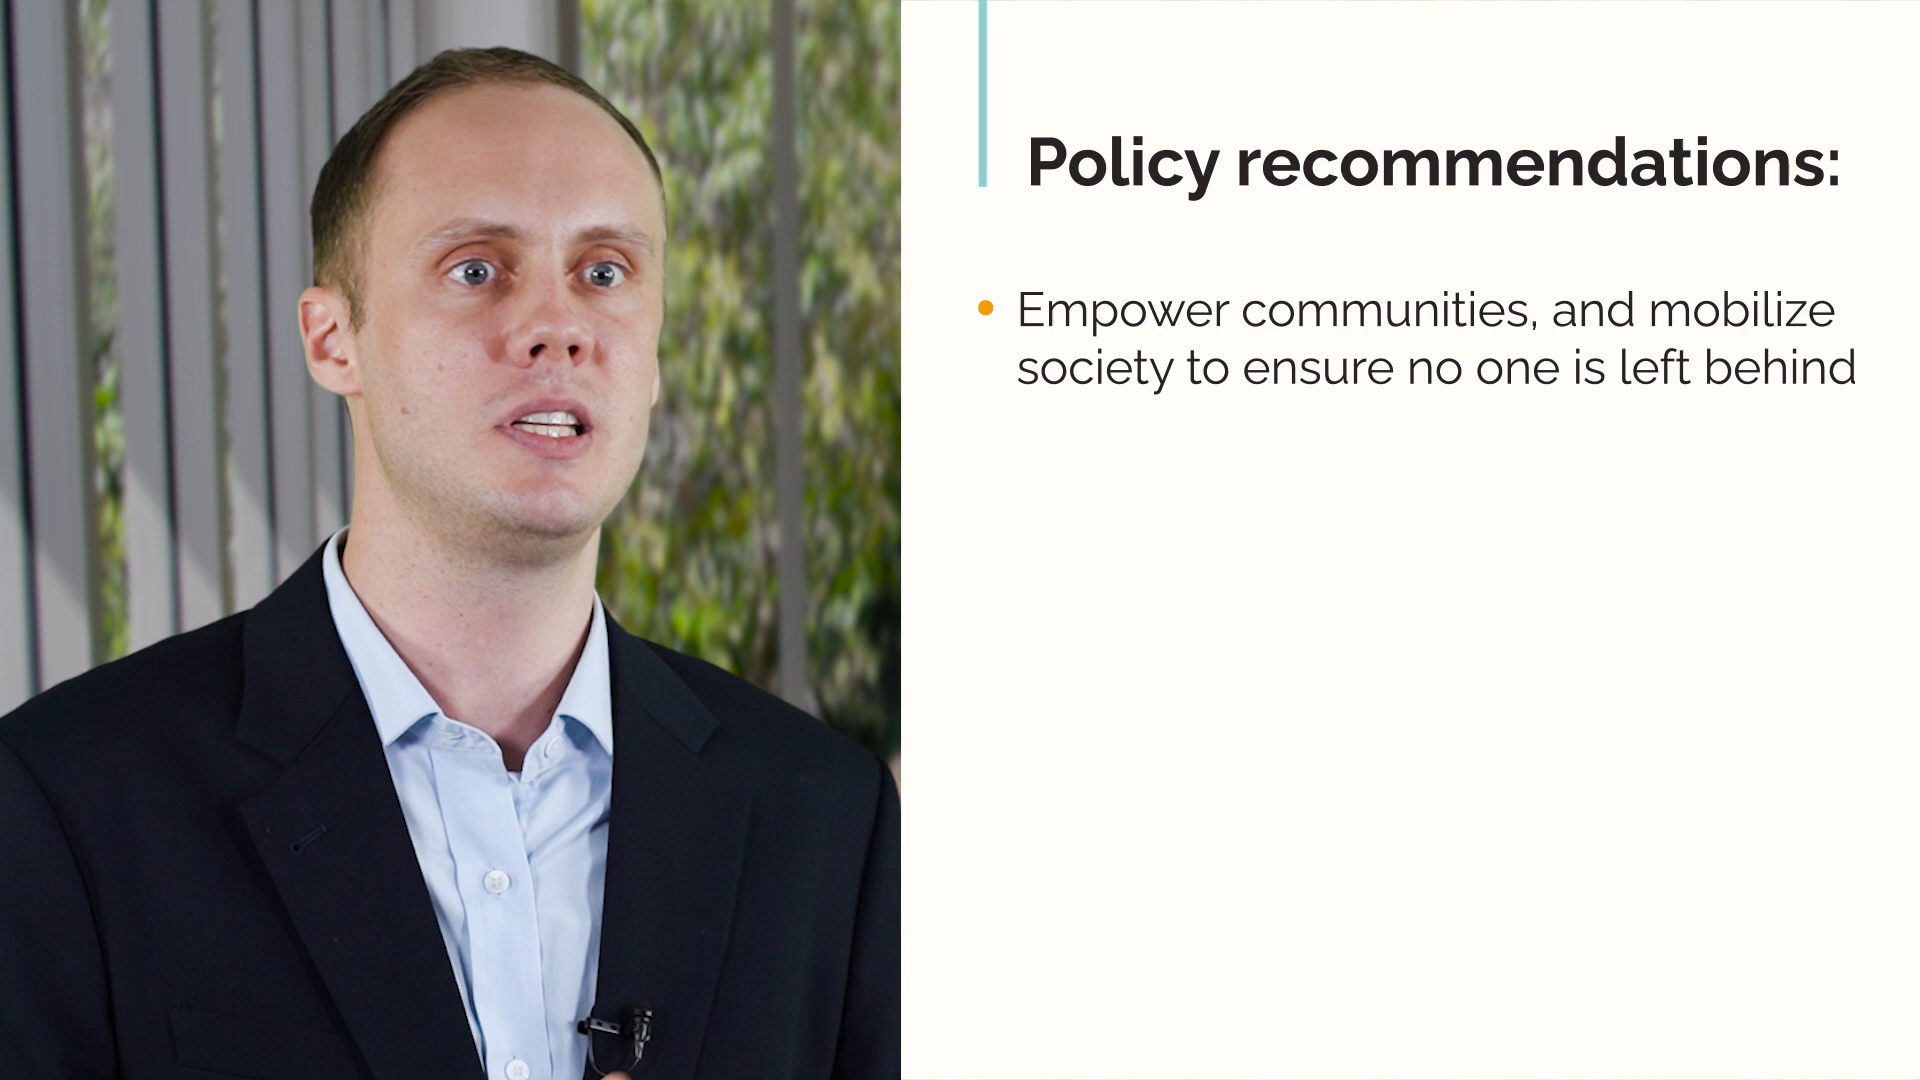 Policy recommendations:
• Empower communities, and mobilize
society to ensure no one is left behind